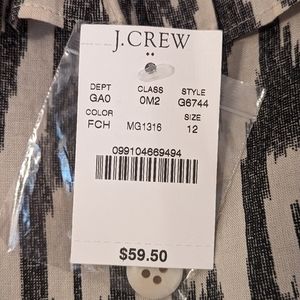 J.CREW
DEPT CLASS STYLE
GA0 0M2 G6744
COLOR SIZE
FCH MG1316 12
099104669494
$59.50